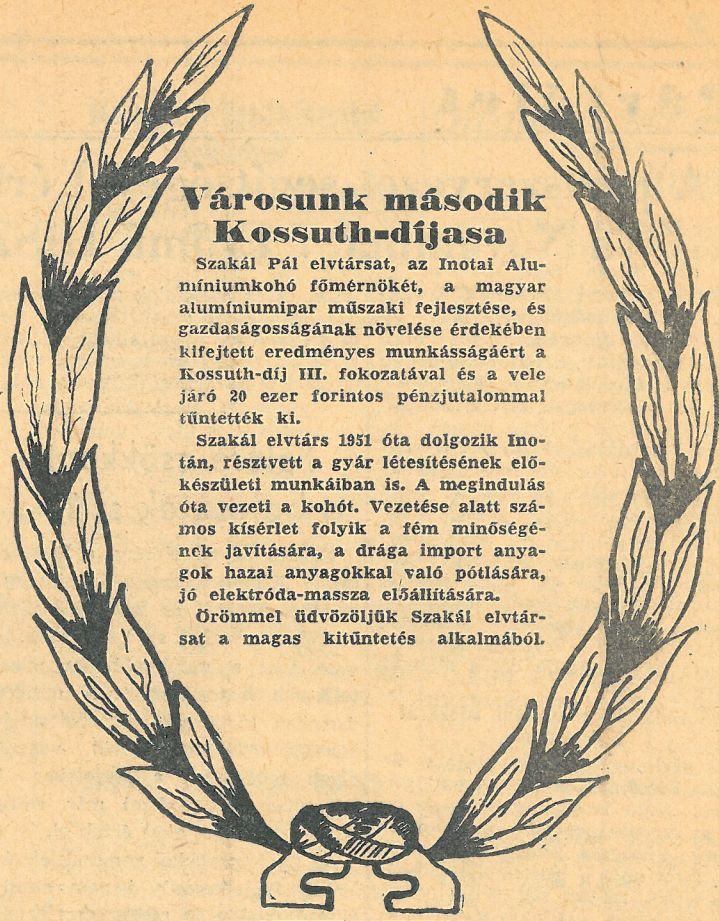 Városunk második
Kossuth-díjasa
Szakál Pál elvtársat, az Inotai Alu-
míniumkohó főmérnökét, a magyar
alumíniumipar műszaki fejlesztése, és
gazdaságosságának növelése érdekében
kifejtett eredményes munkásságáért a
Kossuth-díj III. fokozatával és a vele
járó 20 ezer forintos pénzjutalommal
tűntették ki.
Szakál elvtárs 1951 óta dolgozik Ino-
tán, résztvett a gyár létesítésének elő-
készületi munkáiban is. A megindulás
óta vezeti a kohót. Vezetése alatt szá-
mos kísérlet folyik a fém minőségé-
nek javítására, a drága import anya-
gok hazai anyagokkal való pótlására,
jó elektróda-massza előállítására.
Örömmel üdvözöljük Szakál elvtár-
sat a magas kitűntetés alkalmából.